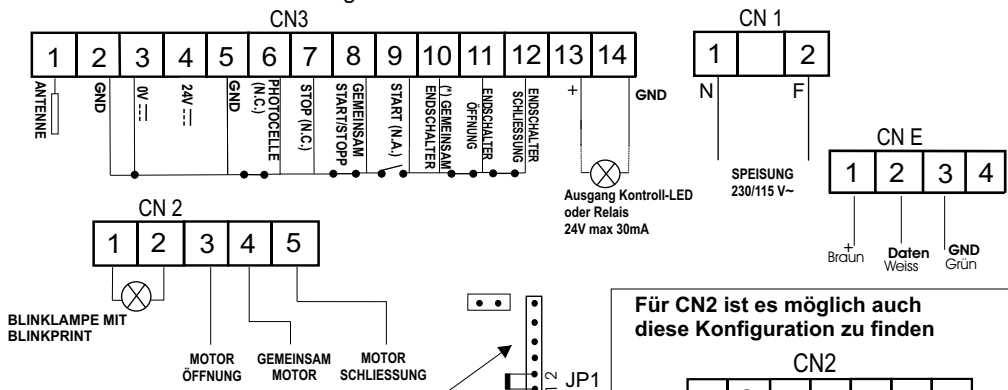 CN3
1 2 3 4 5 6 7 8 9 10 11 12 13 14
ANTENNE
GND
0V
24V
GND
PHOTOCELLE
(N.C.)
STOP (N.C.)
GEMEINSAM
START/STOPP
START (N.A.)
(*) GEMEINSAM
ENDSCHALTER
ENDSCHALTER
ÖFFNUNG
ENDSCHALTER
SCHLIESSUNG
+
GND
Ausgang Kontroll-LED
oder Relais
24V max 30mA
CN 1
1 2
N F
SPEISUNG
230/115 V~
CN E
1 2 3 4
+
Braun
Daten
Weiss
GND
Grün
CN 2
1 2 3 4 5
BLINKLAMPE MIT
BLINKPRINT
MOTOR
ÖFFNUNG
GEMEINSAM
MOTOR
MOTOR
SCHLIESSUNG
JP1
1 2
Für CN2 ist es möglich auch
diese Konfiguration zu finden
CN2